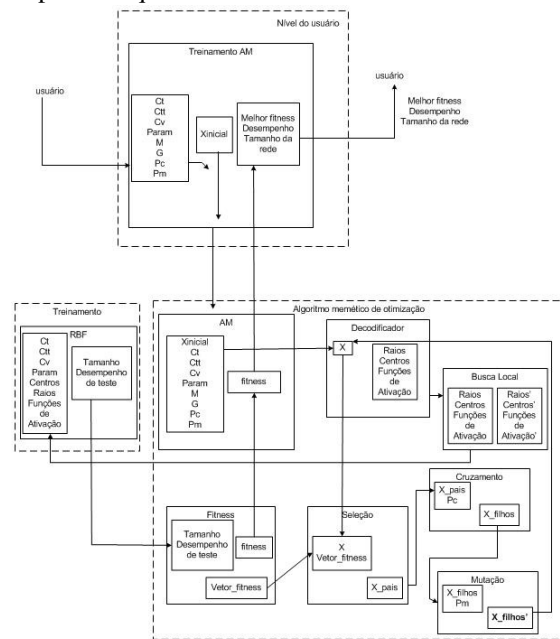 Nível do usuário
Treinamento AM
usuário
Ct
Ctt
Cv
Param
M
G
Pc
Pm
Xinicial
Melhor fitness
Desempenho
Tamanho da
rede
usuário
Melhor fitness
Desempenho
Tamanho da rede
Treinamento
RBF
Ct
Ctt
Cv
Param
Centros
Raios
Funções
de
Ativação
Tamanho
Desempenho
de teste
Algoritmo memético de otimização
AM
Xinicial
Ct
Ctt
Cv
Param
M
G
Pc
Pm
fitness
Decodificador
X
Raios
Centros
Funções
de
Ativação
Busca Local
Raios
Centros
Funções
de
Ativação
Raios'
Centros'
Funções
de
Ativação'
Cruzamento
X_pais
Pc
X_filhos
Fitness
Tamanho
Desempenho
de teste
fitness
Vetor_fitness
Seleção
X
Vetor_fitness
X_pais
Mutação
X_filhos
Pm
X_filhos'